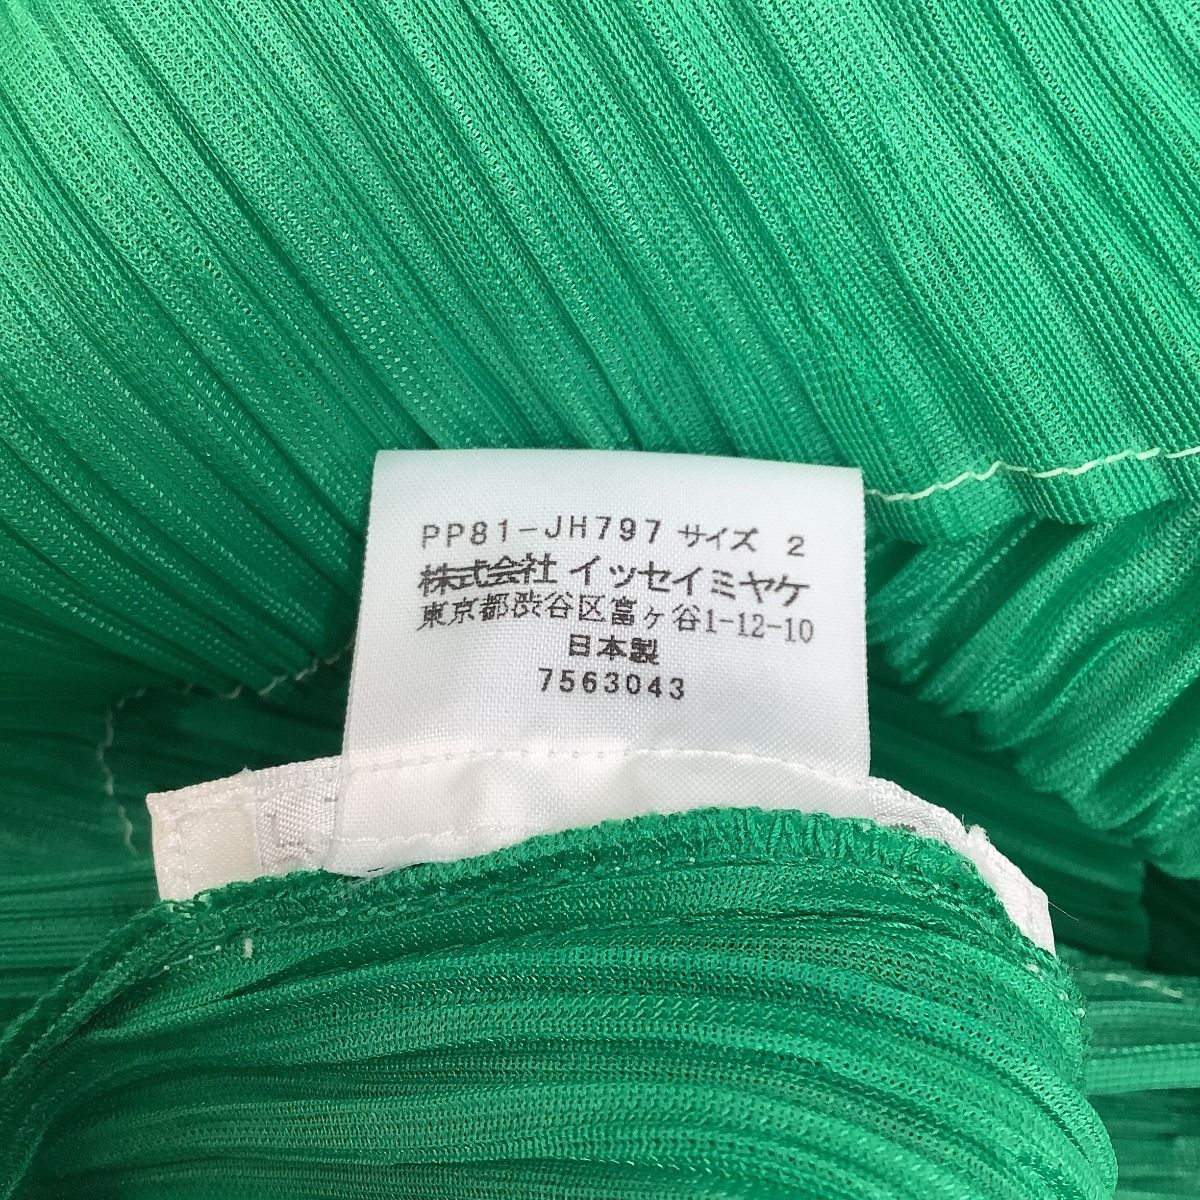 PP81-JH797 サイズ 2
株式会社 イッセイミヤケ
東京都渋谷区富ヶ谷1-12-10
日本製
7563043